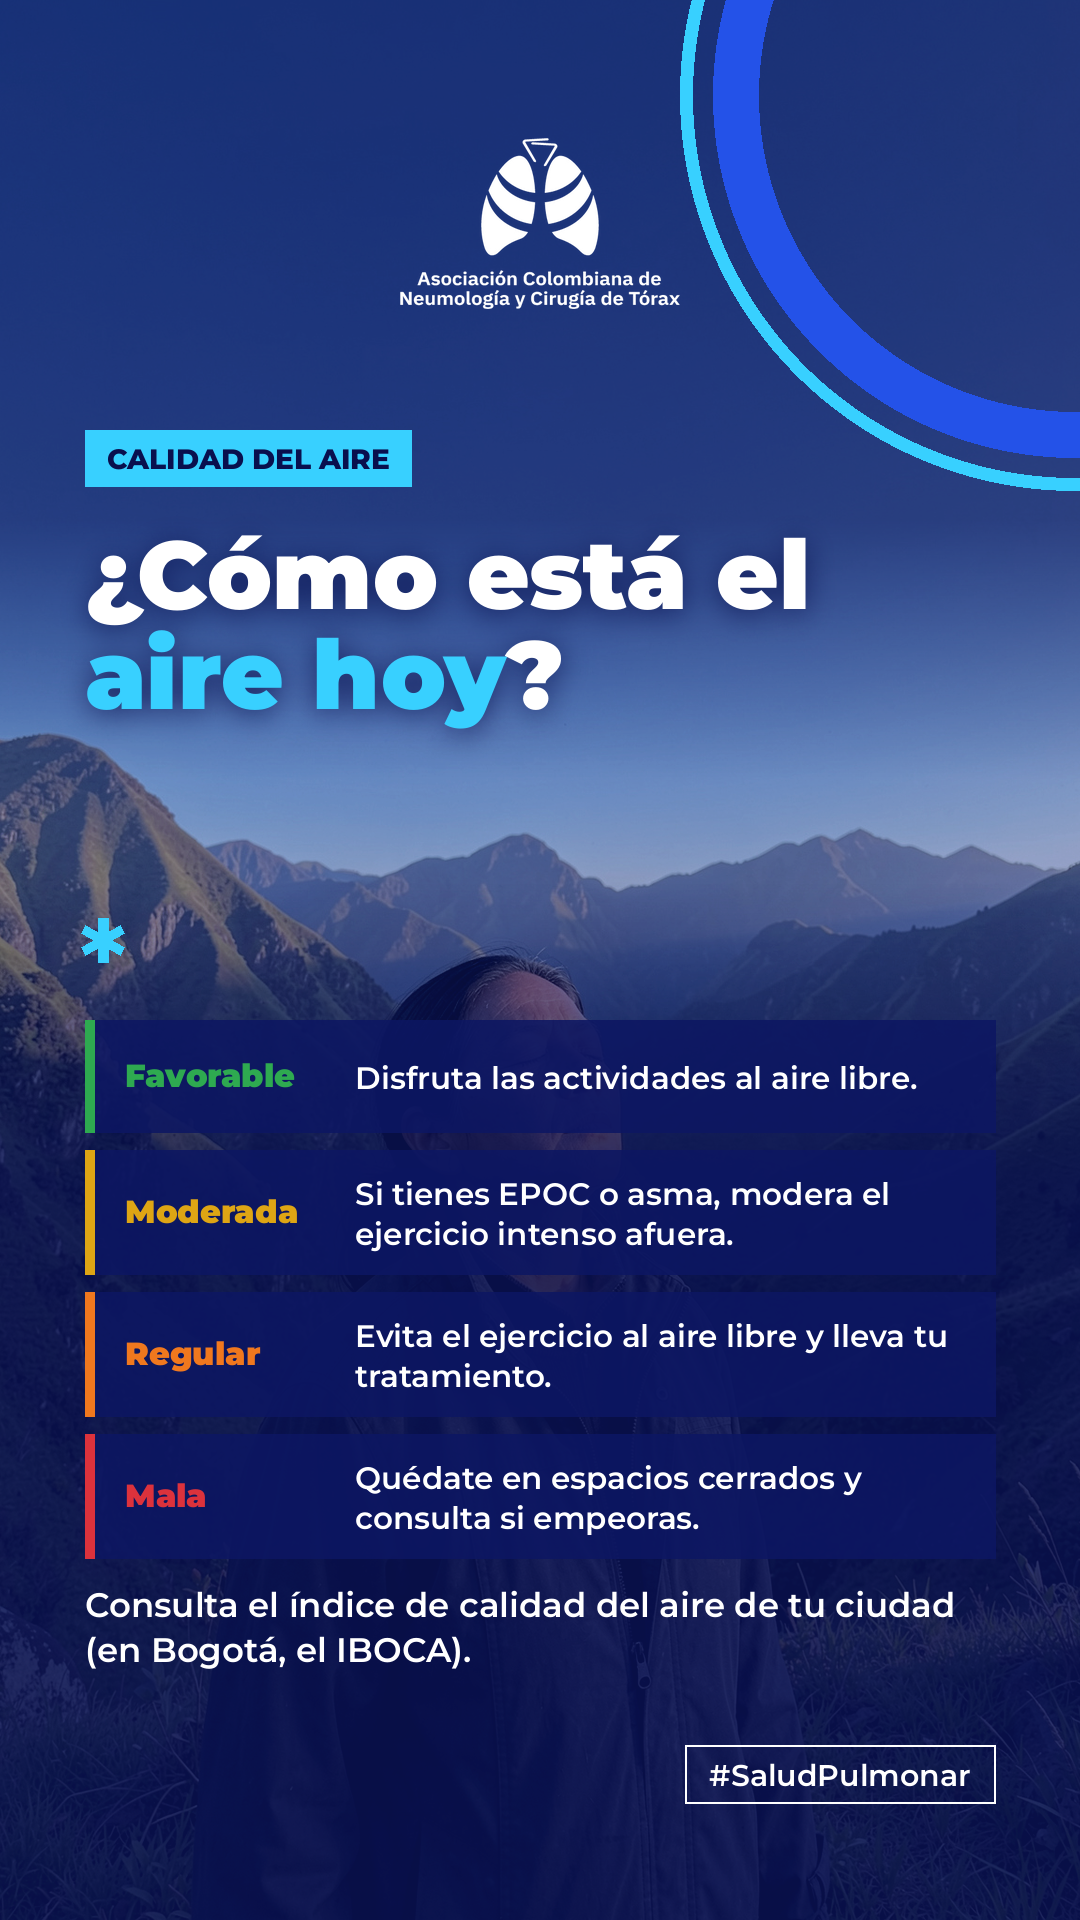 Asociación Colombiana de
Neumología y Cirugía de Tórax
CALIDAD DEL AIRE
¿Cómo está el
aire hoy?
Favorable
Disfruta las actividades al aire libre.
Moderada
Si tienes EPOC o asma, modera el
ejercicio intenso afuera.
Regular
Evita el ejercicio al aire libre y lleva tu
tratamiento.
Mala
Quédate en espacios cerrados y
consulta si empeoras.
Consulta el índice de calidad del aire de tu ciudad
(en Bogotá, el IBOCA).
#SaludPulmonar